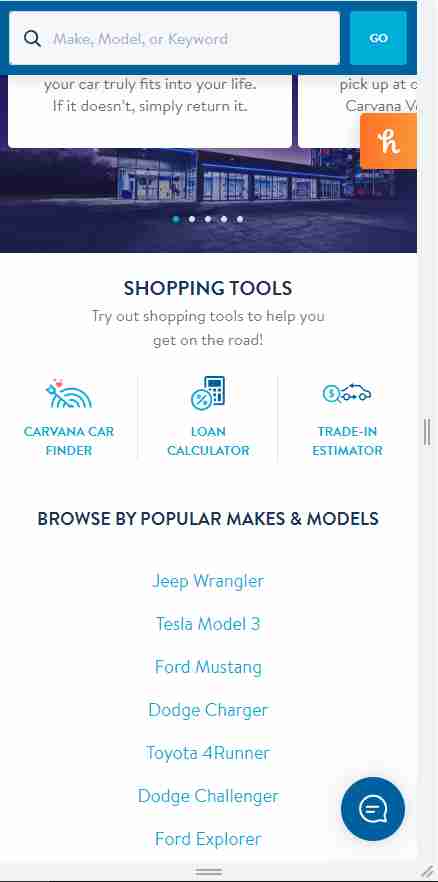 Make, Model, or Keyword
GO
your car truly fits into your life.
If it doesn't, simply return it.
pick up at
Carvana
SHOPPING TOOLS
Try out shopping tools to help you
get on the road!
CARVANA CAR
FINDER
LOAN
CALCULATOR
TRADE-IN
ESTIMATOR
BROWSE BY POPULAR MAKES & MODELS
Jeep Wrangler
Tesla Model 3
Ford Mustang
Dodge Charger
Toyota 4Runner
Dodge Challenger
Ford Explorer